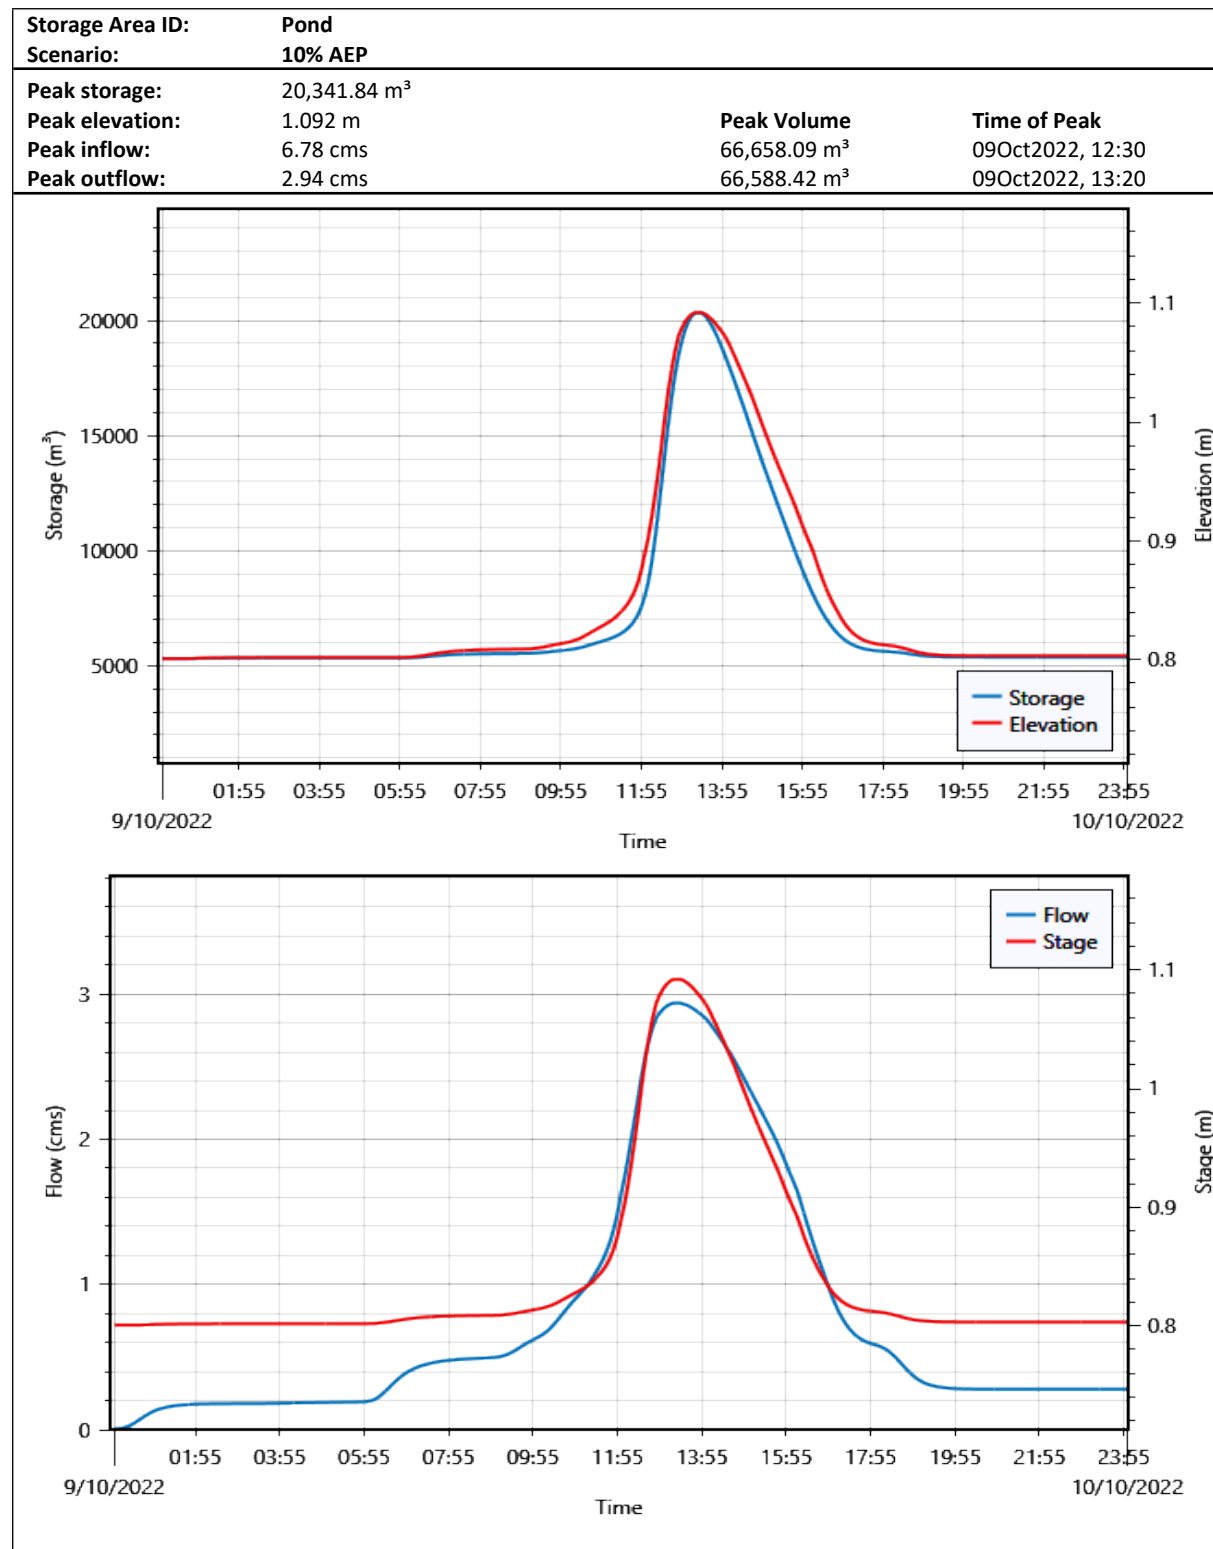 Storage Area ID: Pond
Scenario: 10% AEP
Peak storage: 20,341.84 m³
Peak elevation: 1.092 m Peak Volume Time of Peak
Peak inflow: 6.78 cms 66,658.09 m³ 09Oct2022, 12:30
Peak outflow: 2.94 cms 66,588.42 m³ 09Oct2022, 13:20
20000
15000
10000
5000
Storage (m³)
1.1
1
0.9
0.8
Elevation (m)
Storage
Elevation
01:55 03:55 05:55 07:55 09:55 11:55 13:55 15:55 17:55 19:55 21:55 23:55
9/10/2022 10/10/2022
Time
Flow
Stage
3
2
1
0
Flow (cms)
1.1
1
0.9
0.8
Stage (m)
01:55 03:55 05:55 07:55 09:55 11:55 13:55 15:55 17:55 19:55 21:55 23:55
9/10/2022 10/10/2022
Time